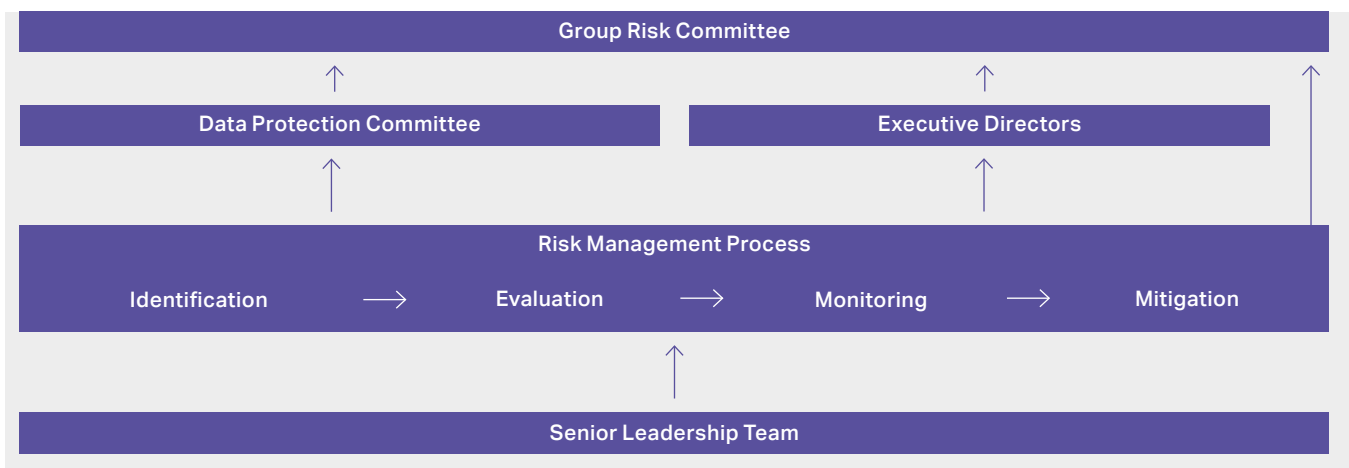 Group Risk Committee
Data Protection Committee
Executive Directors
Risk Management Process
Identification Evaluation Monitoring Mitigation
Senior Leadership Team